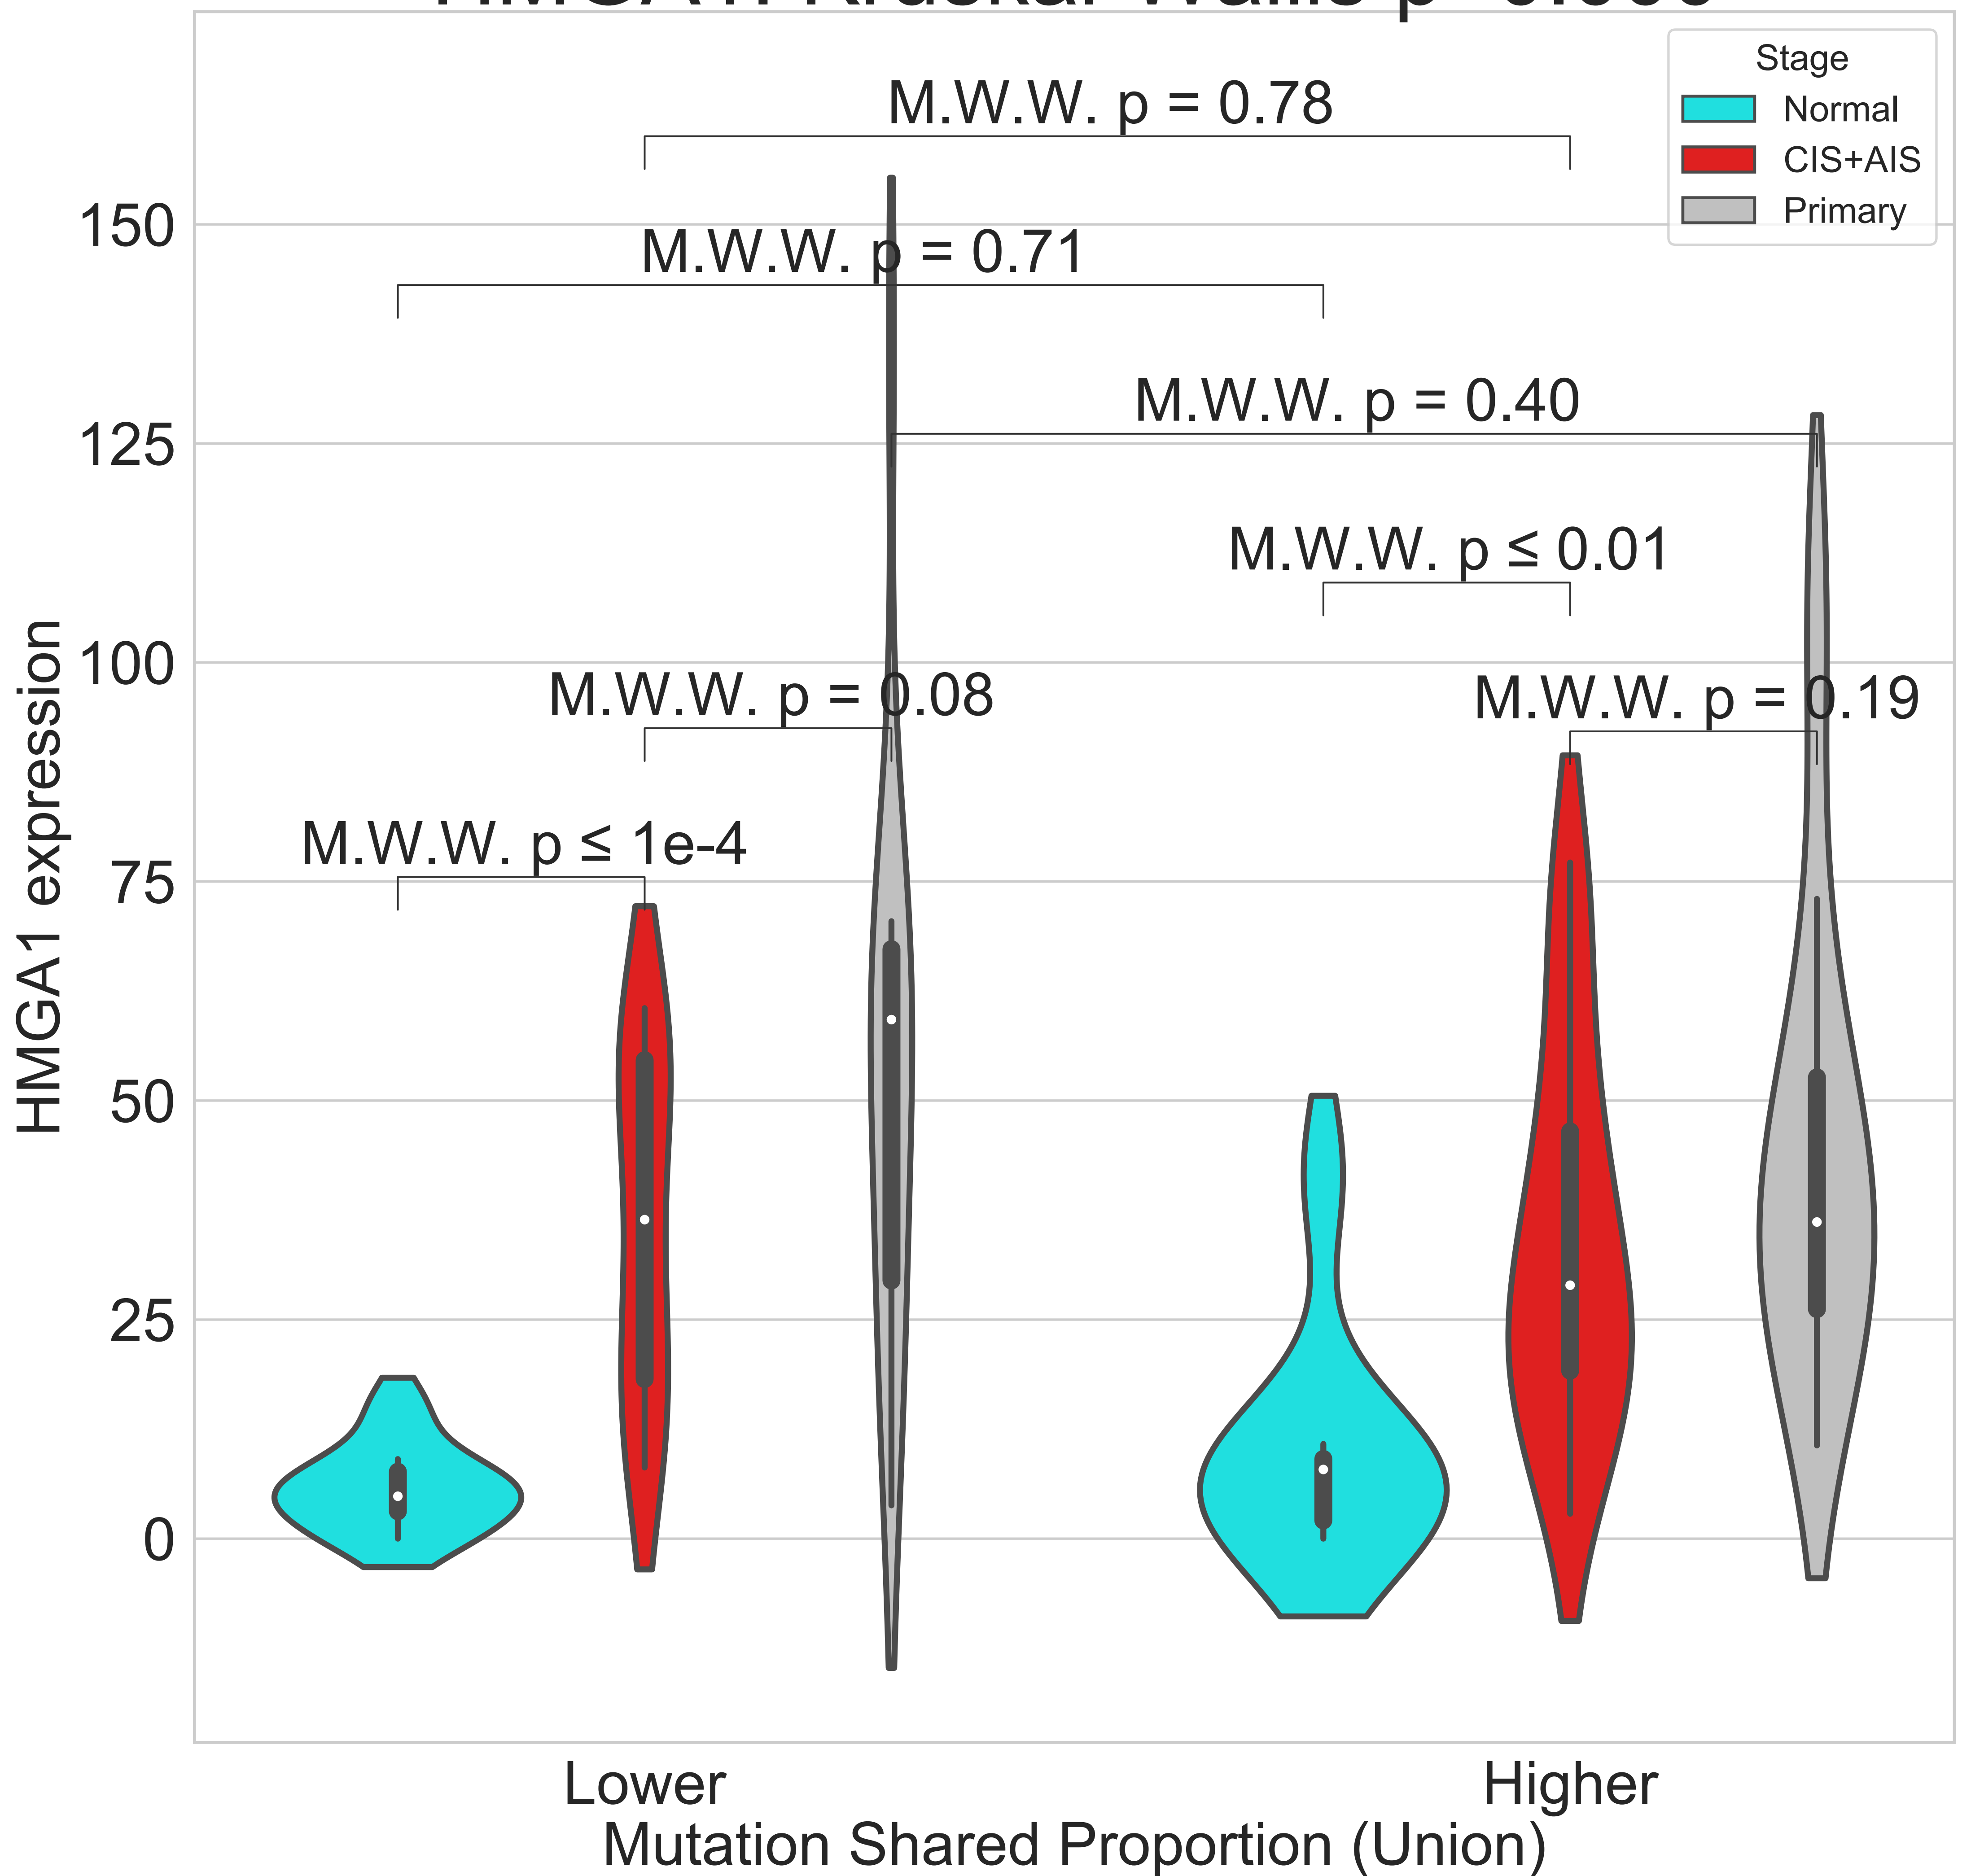 Stage
Normal
CIS+AIS
Primary
M.W.W. p = 0.78
M.W.W. p = 0.71
M.W.W. p = 0.40
M.W.W. p ≤ 0.01
M.W.W. p = 0.08
M.W.W. p = 0.19
M.W.W. p ≤ 1e-4
150
125
100
75
50
25
0
HMGA1 expression
Lower
Higher
Mutation Shared Proportion (Union)